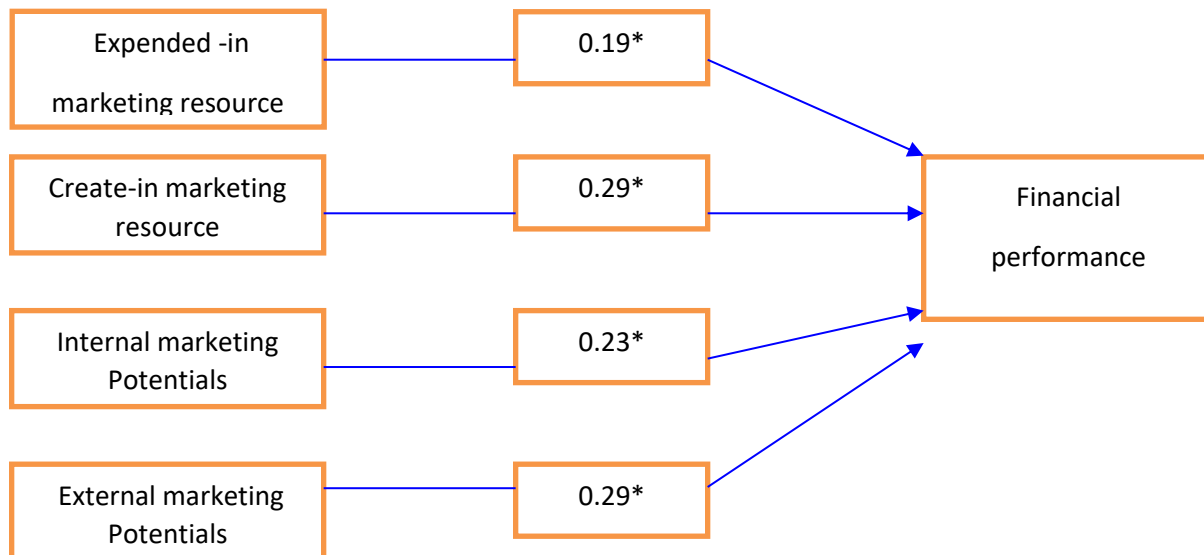 Expended -in
marketing resource
0.19*
Create-in marketing
resource
0.29*
Financial
performance
Internal marketing
Potentials
0.23*
External marketing
Potentials
0.29*